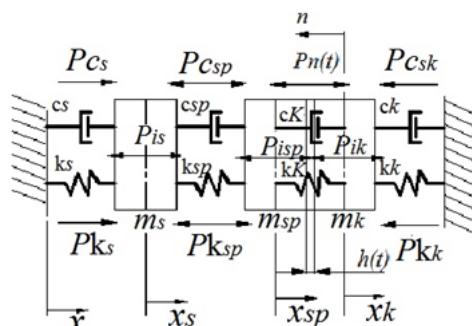 n
Pcs Pcsp Pn(t) Pcsk
cs csp cK ck
Pis Pisp Pik
ks ksp kK kk
ms msp mk
Pks Pksp Pkk
h(t)
x xs xsp xk